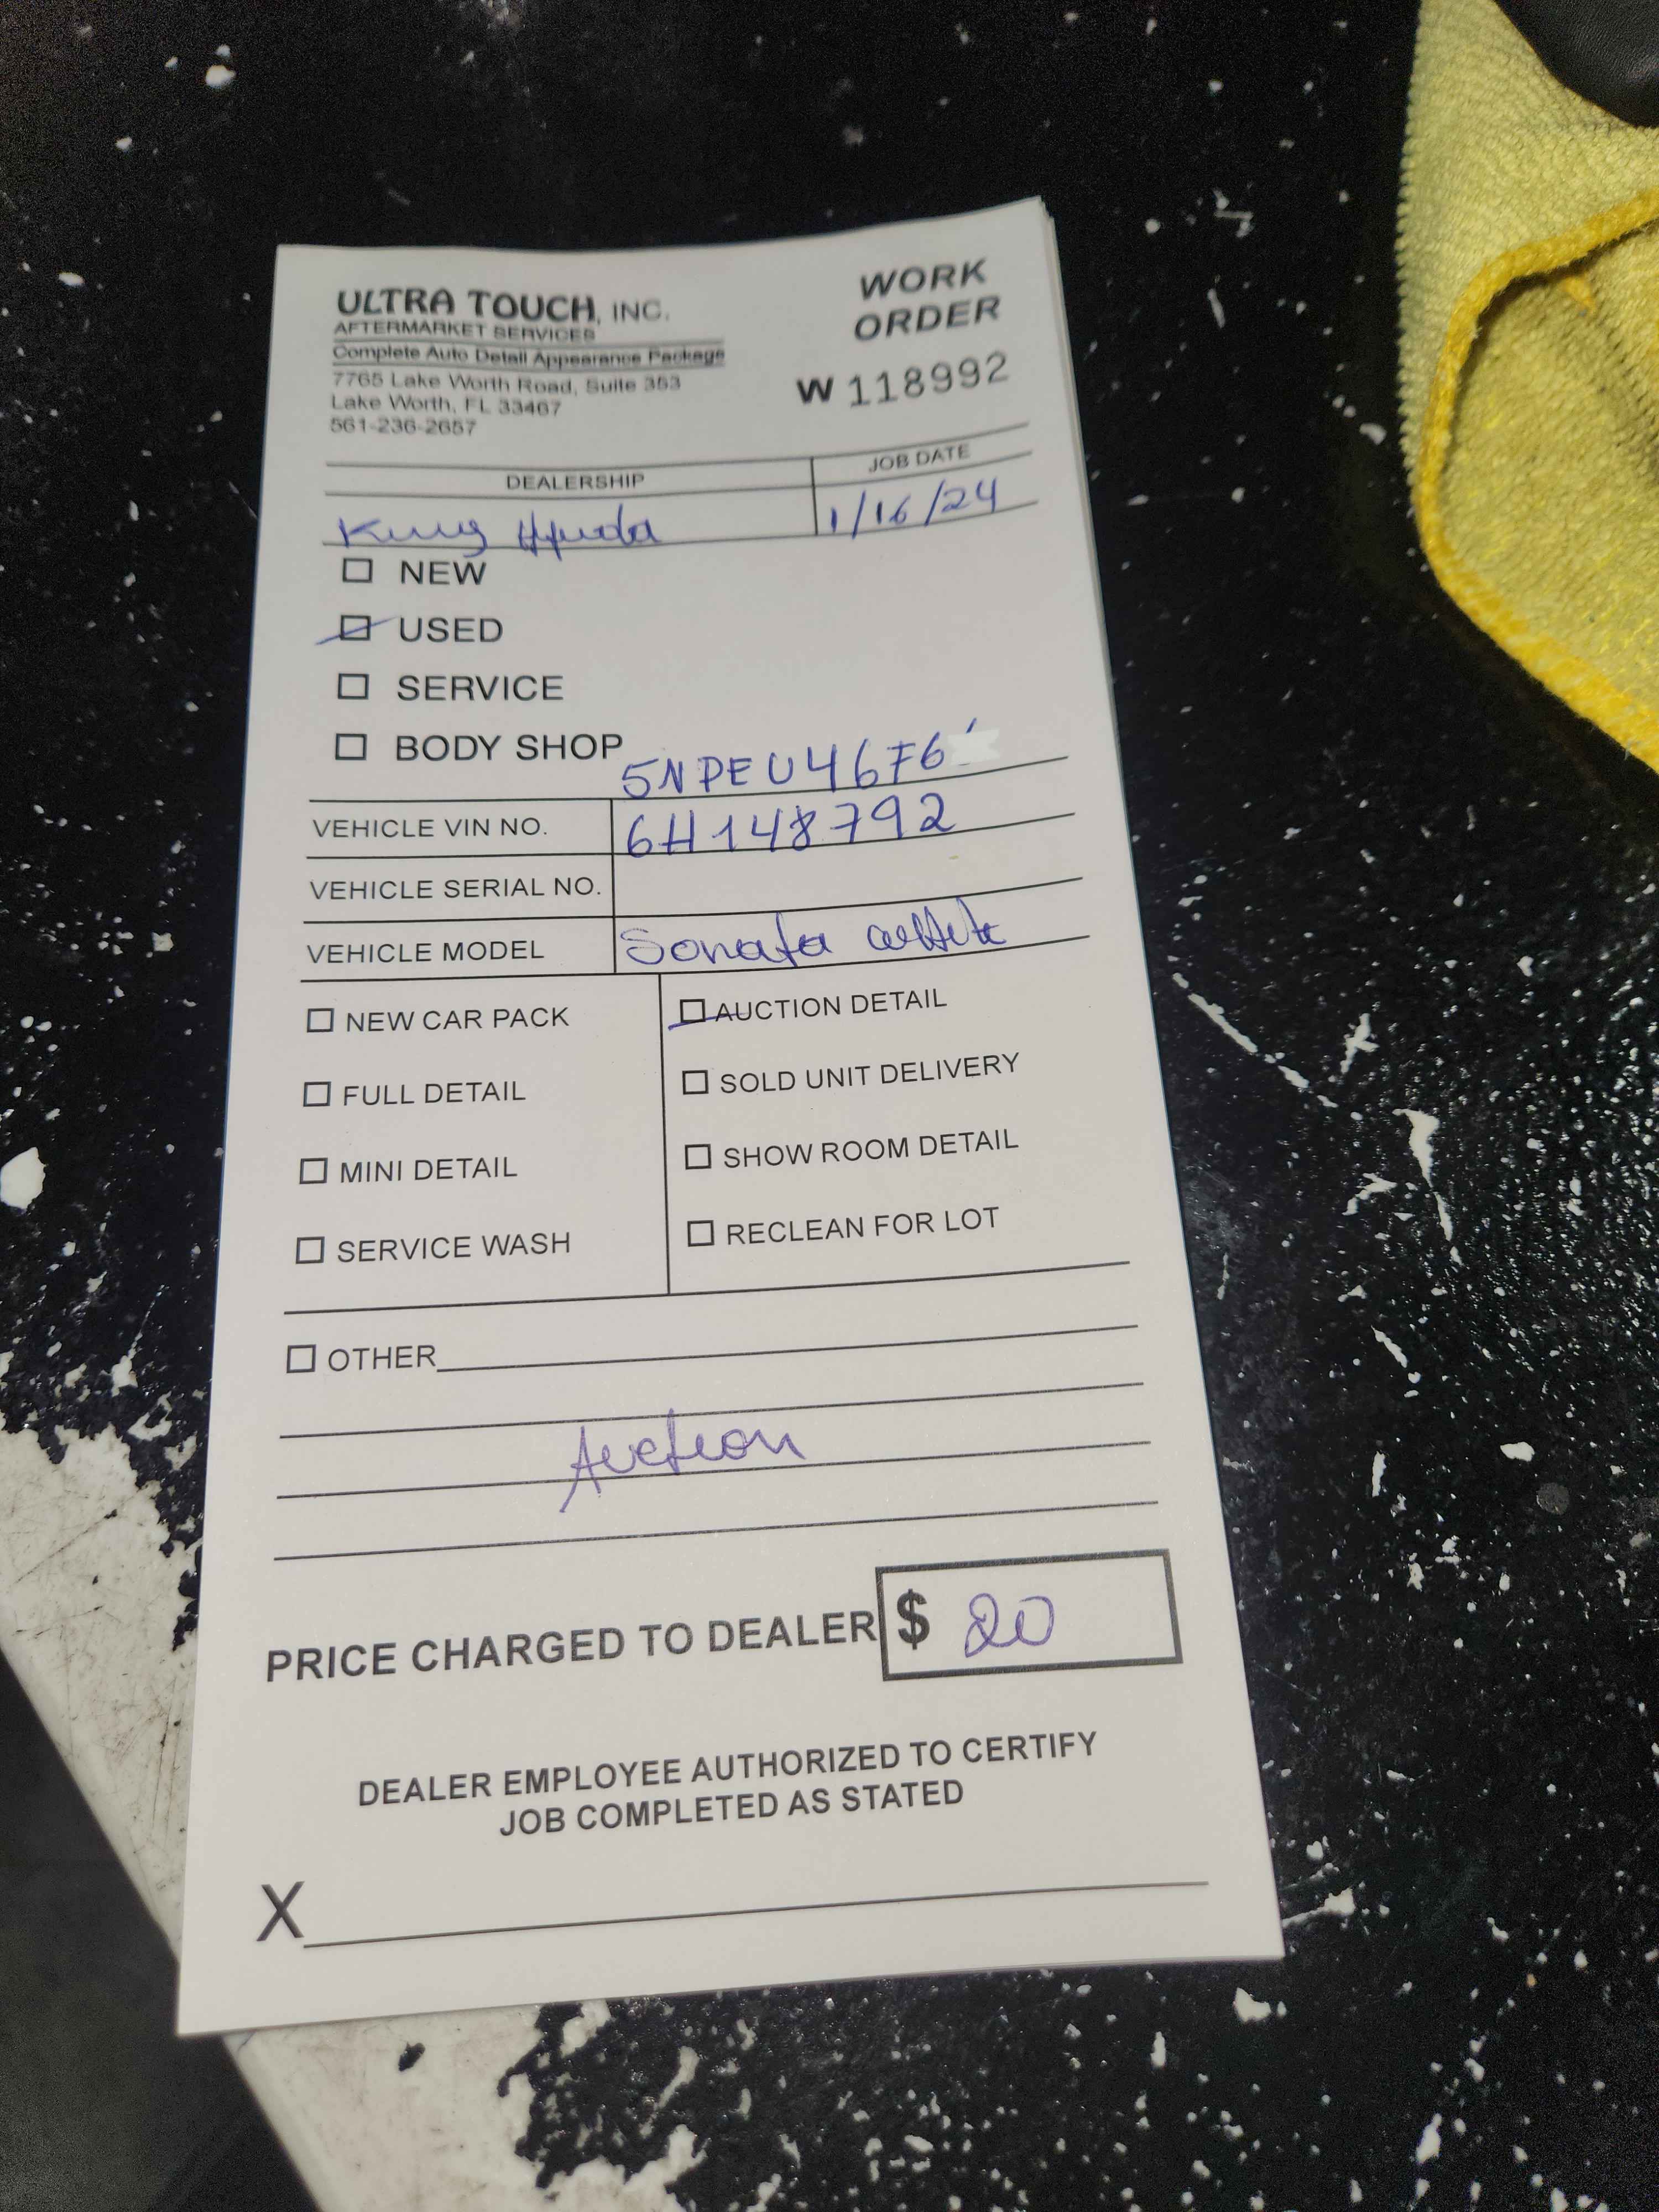 ULTRA TOUCH, INC.
AFTERMARKET SERVICES
Complete Auto Detail Appearance Package
7765 Lake Worth Road, Suite 353
Lake Worth, FL 33467
561-236-2657
WORK
ORDER
W 118992
DEALERSHIP
JOB DATE
King
1/16/24
NEW
USED
SERVICE
BODY SHOP
5NPEU46F6
VEHICLE VIN NO. 6H148792
VEHICLE SERIAL NO.
VEHICLE MODEL Sonata
NEW CAR PACK
FULL DETAIL
MINI DETAIL
SERVICE WASH
AUCTION DETAIL
SOLD UNIT DELIVERY
SHOW ROOM DETAIL
RECLEAN FOR LOT
OTHER
Auction
PRICE CHARGED TO DEALER $ 20
DEALER EMPLOYEE AUTHORIZED TO CERTIFY
JOB COMPLETED AS STATED
X